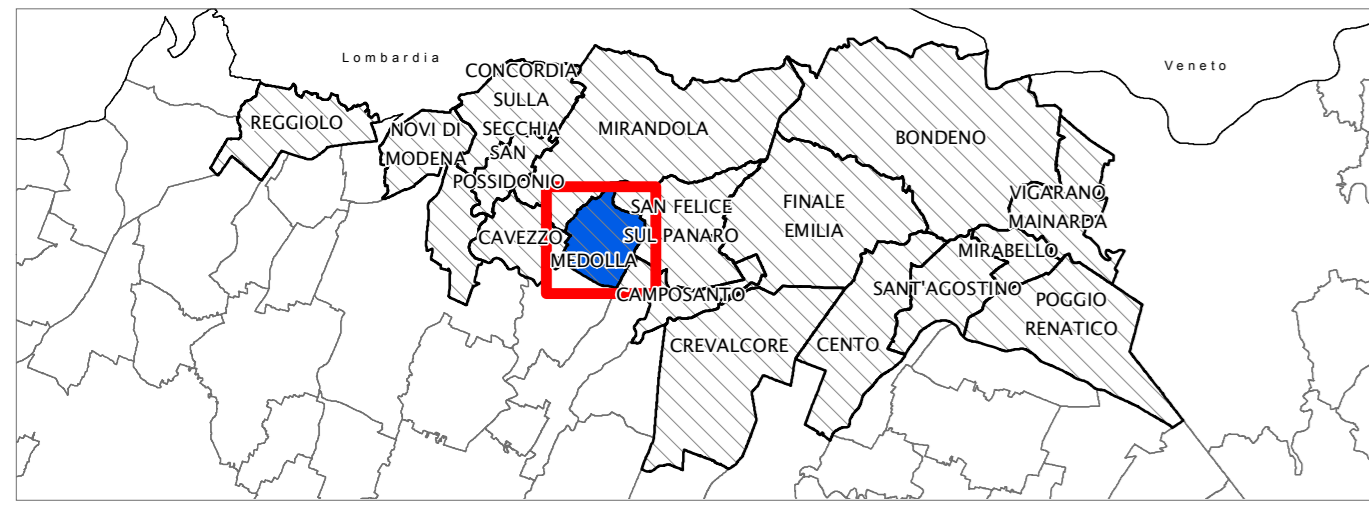 Lombardia
Veneto
CONCORDIA
SULLA
SECCHIA
REGGIOLO
NOVI DI
MODENA
SAN
POSSIDONIO
MIRANDOLA
BONDENO
VIGARANO
MAINARDA
SAN FELICE
SUL PANARO
FINALE
EMILIA
CAVEZZO
MEDOLLA
MIRABELLO
CAMPOSANTO
SANT'AGOSTINO
POGGIO
RENATICO
CREVALCORE
CENTO